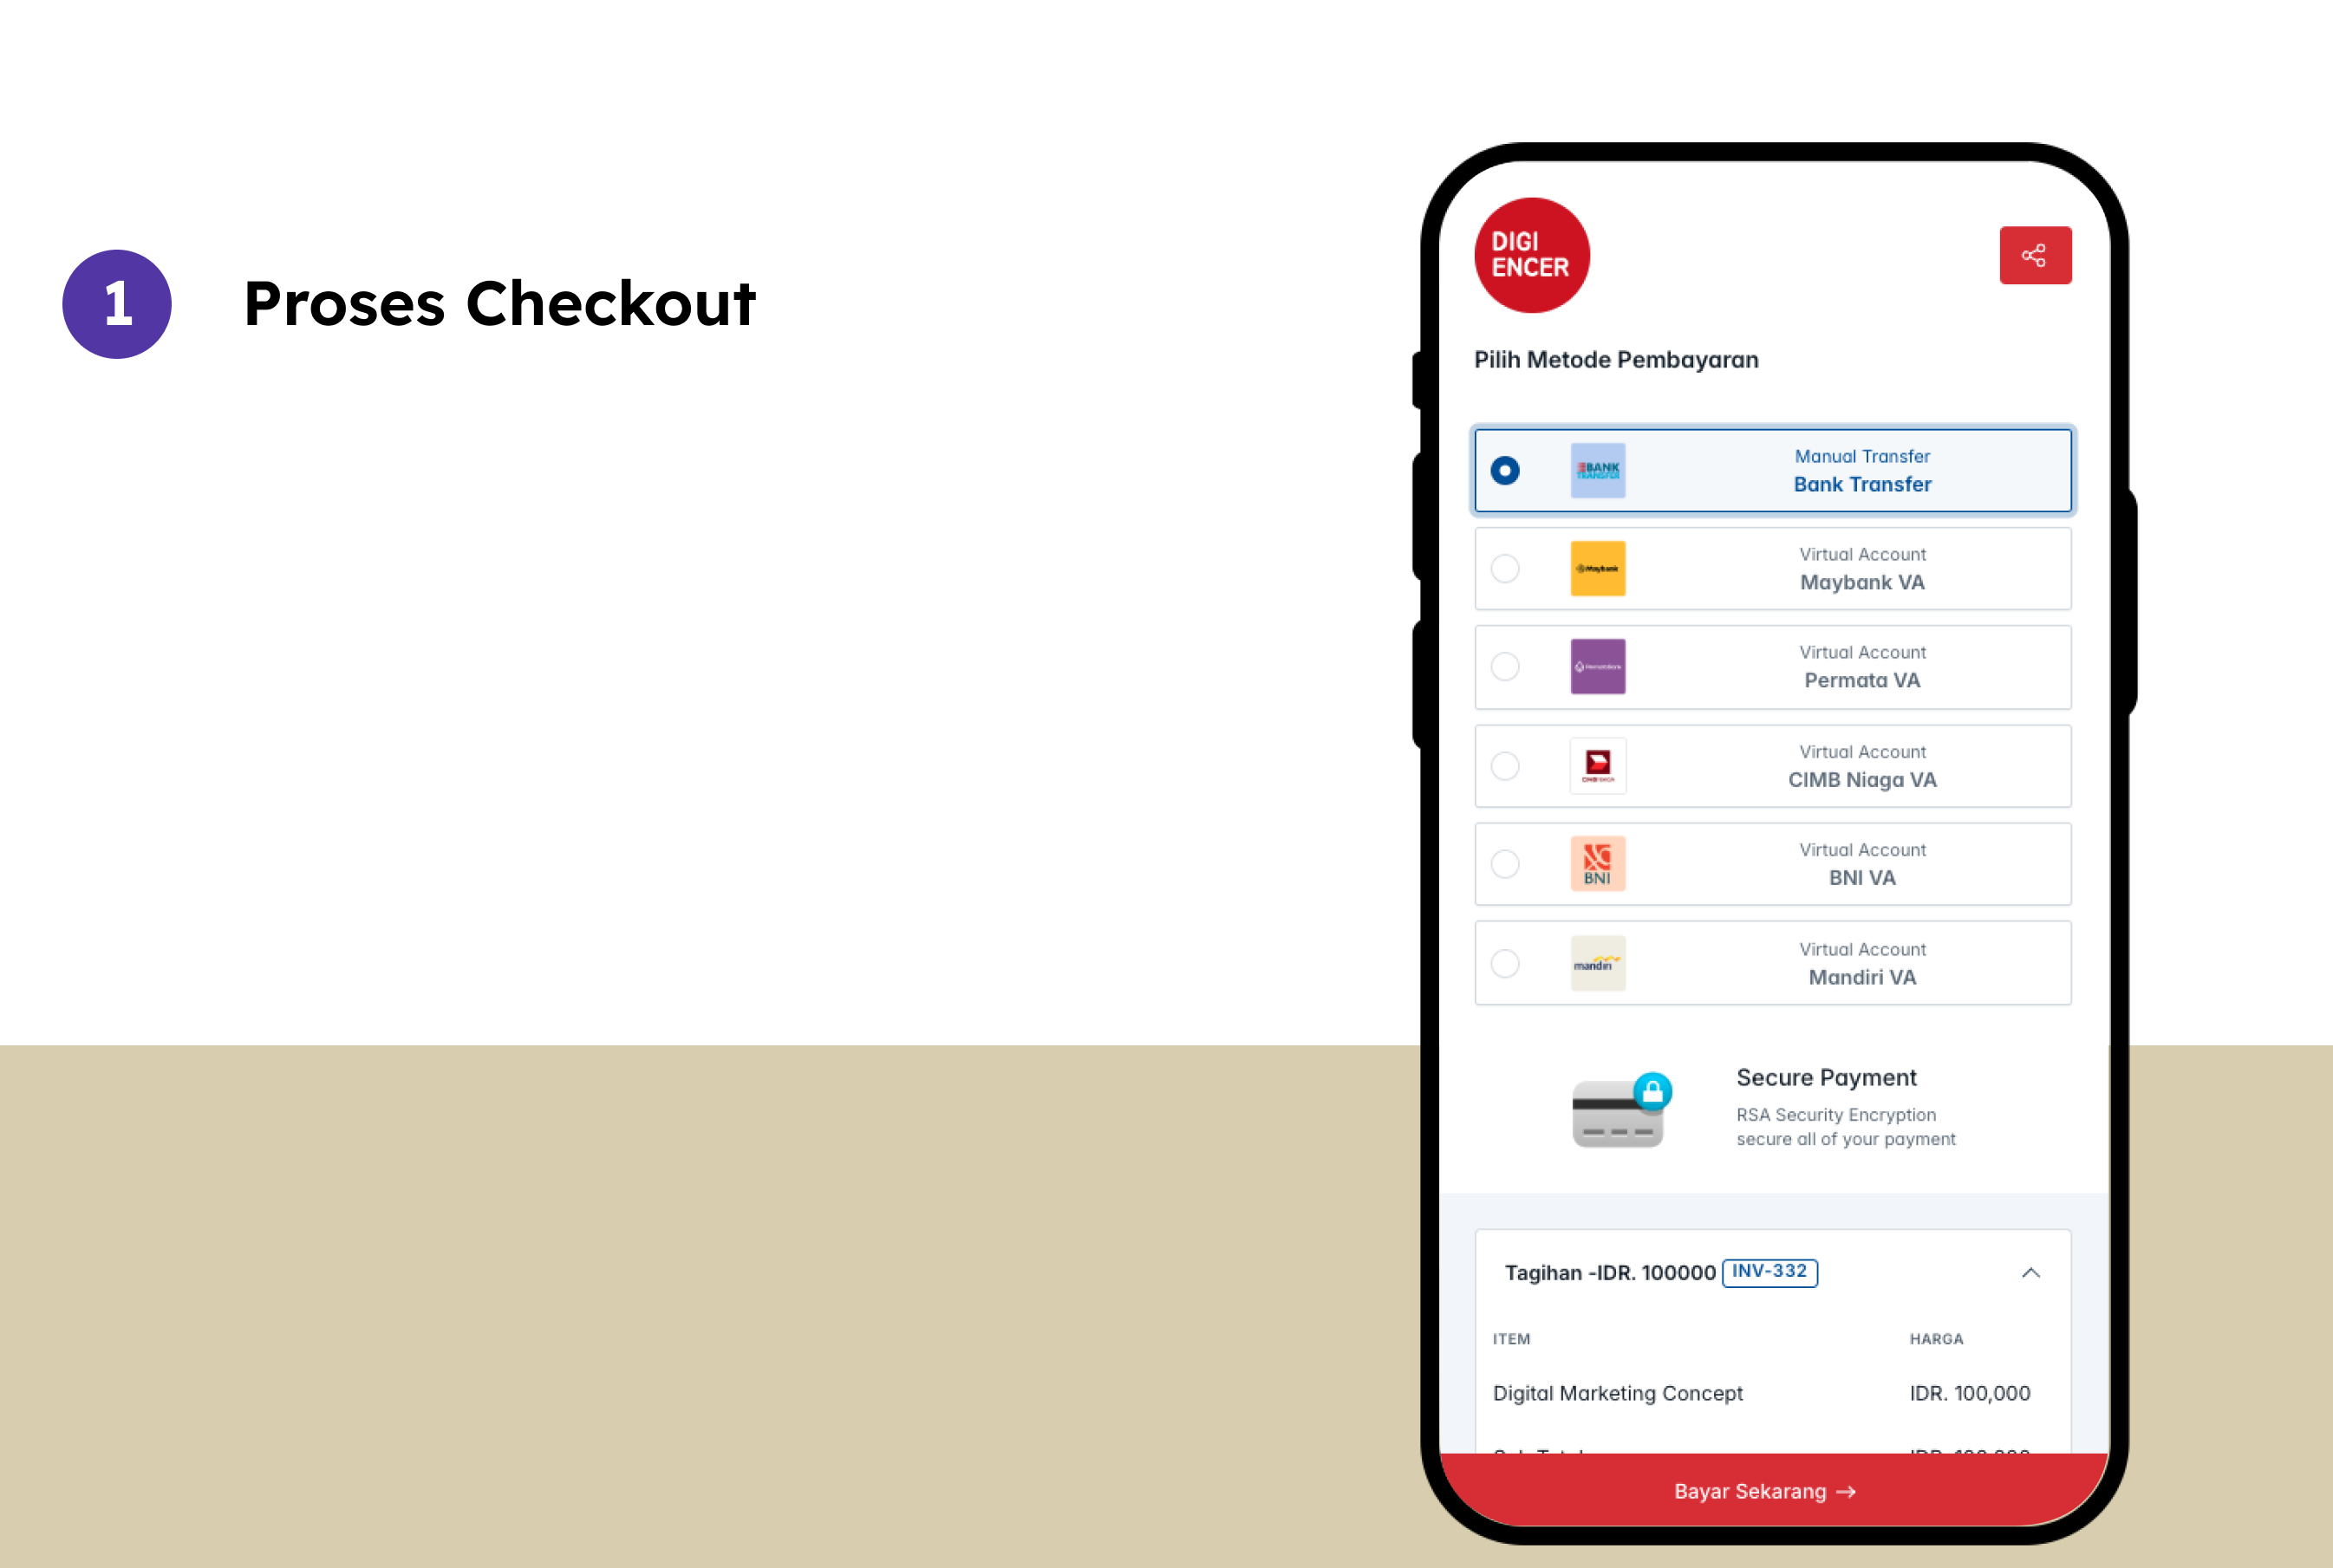 1
Proses Checkout
DIGI
ENCER
Pilih Metode Pembayaran
BANK
TRANSFER
Manual Transfer
Bank Transfer
Maybank
Virtual Account
Maybank VA
PermataBank
Virtual Account
Permata VA
CIMB NIAGA
Virtual Account
CIMB Niaga VA
BNI
Virtual Account
BNI VA
mandiri
Virtual Account
Mandiri VA
Secure Payment
RSA Security Encryption
secure all of your payment
Tagihan -IDR. 100000 INV-332
ITEM HARGA
Digital Marketing Concept IDR. 100,000
Bayar Sekarang →